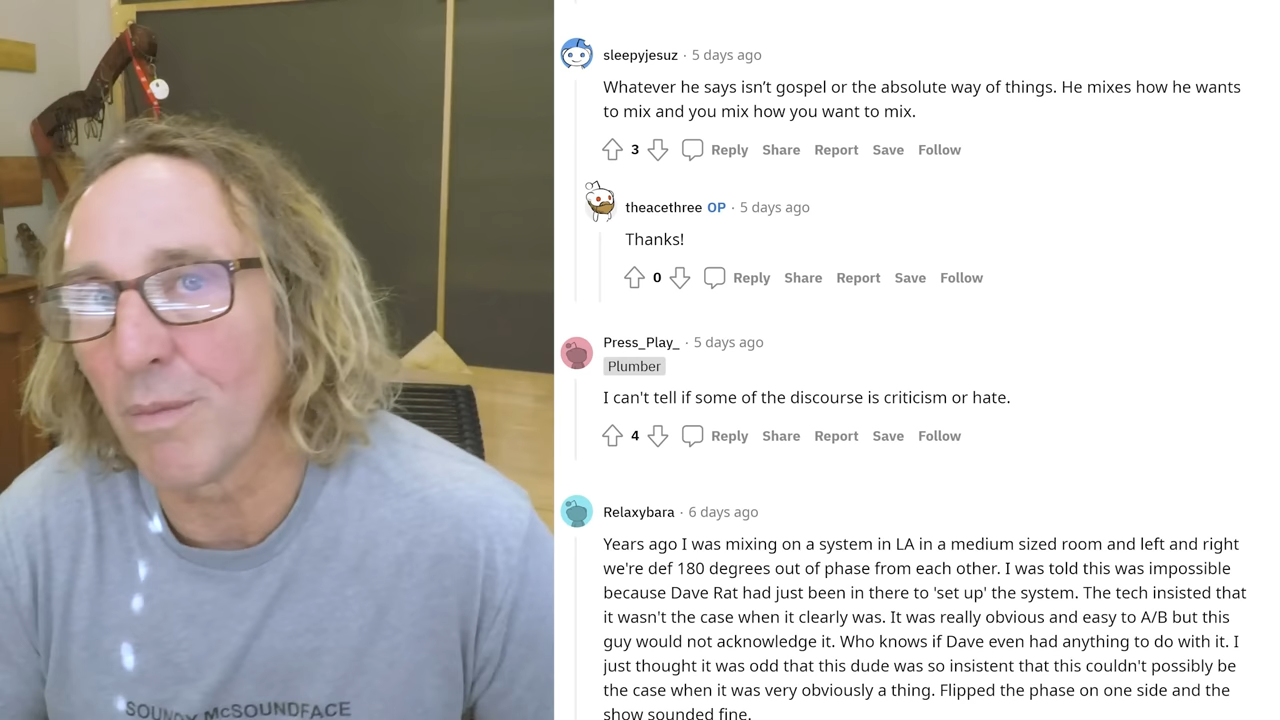 sleepyjesuz · 5 days ago
Whatever he says isn’t gospel or the absolute way of things. He mixes how he wants
to mix and you mix how you want to mix.
3 Reply Share Report Save Follow
theacethree OP · 5 days ago
Thanks!
0 Reply Share Report Save Follow
Press_Play_ · 5 days ago
Plumber
I can't tell if some of the discourse is criticism or hate.
4 Reply Share Report Save Follow
Relaxybara · 6 days ago
Years ago I was mixing on a system in LA in a medium sized room and left and right
we're def 180 degrees out of phase from each other. I was told this was impossible
because Dave Rat had just been in there to 'set up' the system. The tech insisted that
it wasn't the case when it clearly was. It was really obvious and easy to A/B but this
guy would not acknowledge it. Who knows if Dave even had anything to do with it. I
just thought it was odd that this dude was so insistent that this couldn't possibly be
the case when it was very obviously a thing. Flipped the phase on one side and the
show sounded fine.
SOUNDY McSOUNDFACE